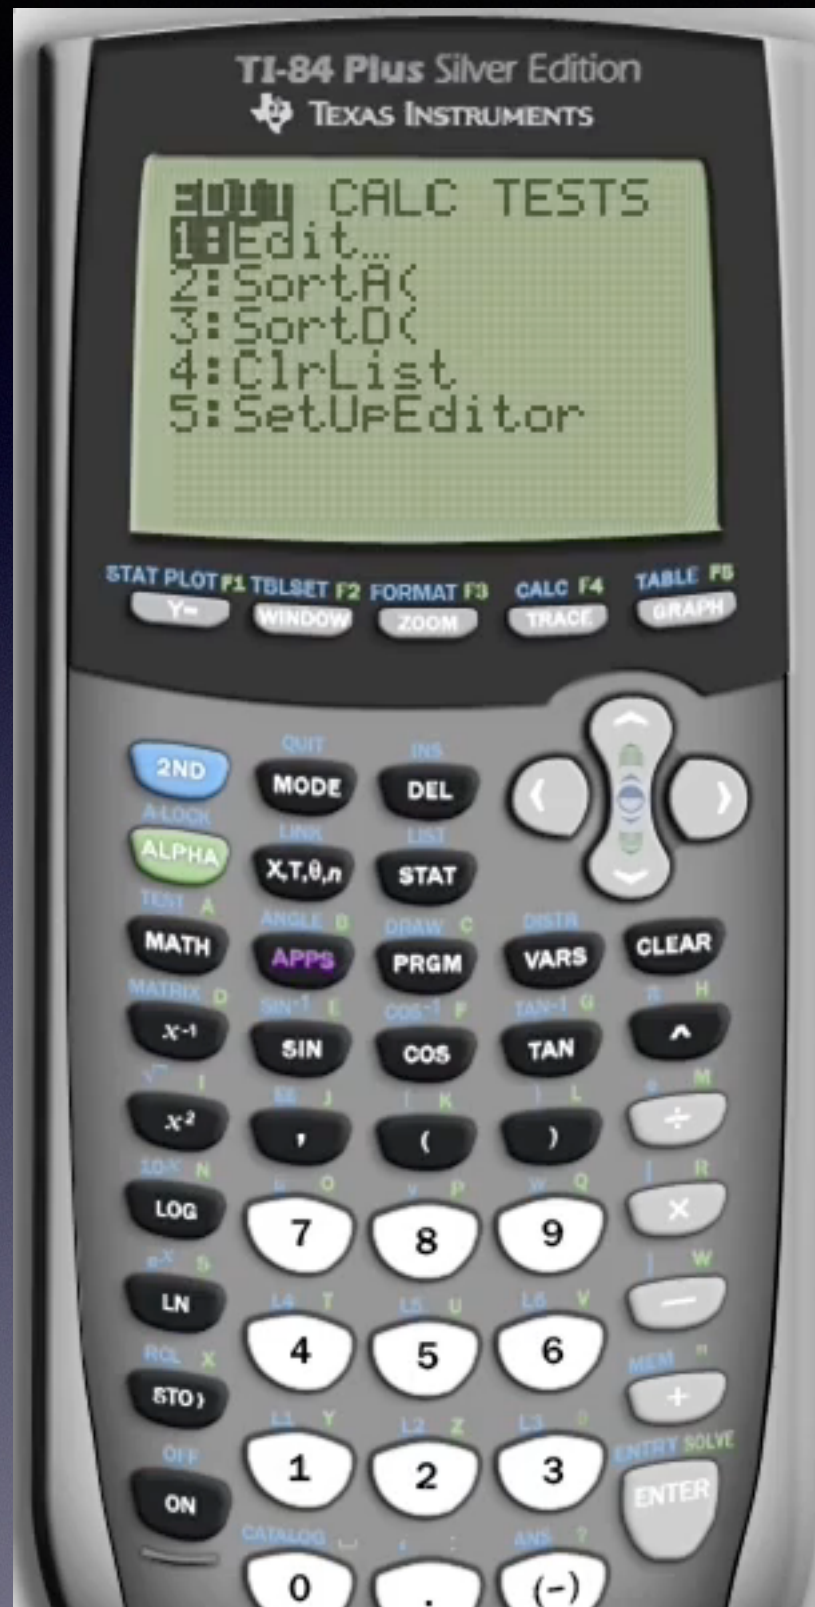 TI-84 Plus Silver Edition
TEXAS INSTRUMENTS
EDIT CALC TESTS
1:Edit…
2:SortA(
3:SortD(
4:ClrList
5:SetUpEditor
STAT PLOT F1 TBLSET F2 FORMAT F3 CALC F4 TABLE F5
Y= WINDOW ZOOM TRACE GRAPH
QUIT INS
2ND MODE DEL
A-LOCK LINK LIST
ALPHA X,T,θ,n STAT
TEST A ANGLE B DRAW C DISTR
MATH APPS PRGM VARS CLEAR
MATRIX D SIN-1 E COS-1 F TAN-1 G H
x-1 SIN COS TAN ^
√ I EE J { K } L e M
x2 , ( ) ÷
10x N u O v P w Q [ R
LOG 7 8 9 ×
ex S L4 T L5 U L6 V ] W
LN 4 5 6 −
RCL X L1 Y L2 Z L3 θ MEM "
STO› 1 2 3 +
OFF CATALOG ⎵ : ANS ? ENTRY SOLVE
ON 0 . (-) ENTER